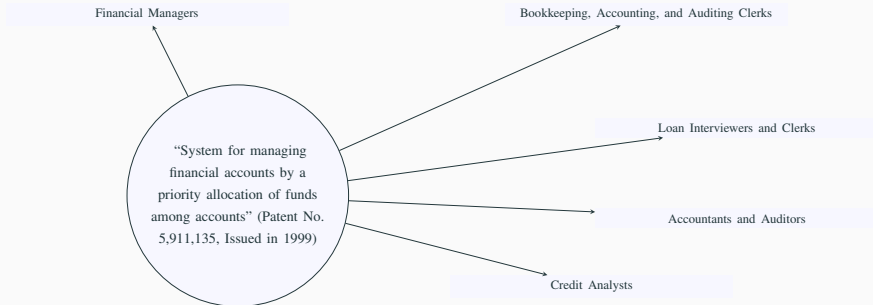 Financial Managers
Bookkeeping, Accounting, and Auditing Clerks
Loan Interviewers and Clerks
“System for managing
financial accounts by a
priority allocation of funds
among accounts” (Patent No.
5,911,135, Issued in 1999)
Accountants and Auditors
Credit Analysts